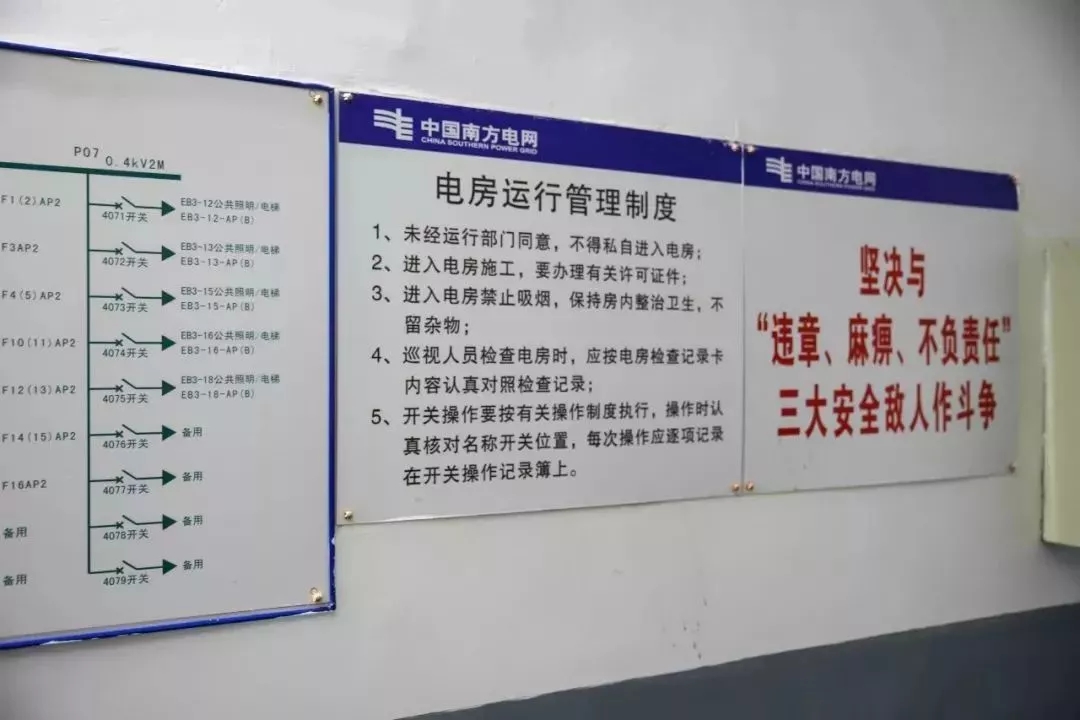 P07 0.4kV2M
F1(2)AP2
4071开关
EB3-12公共照明/电梯
EB3-12-AP(B)
F3AP2
4072开关
EB3-13公共照明/电梯
EB3-13-AP(B)
F4(5)AP2
4073开关
EB3-15公共照明/电梯
EB3-15-AP(B)
F10(11)AP2
4074开关
EB3-16公共照明/电梯
EB3-16-AP(B)
F12(13)AP2
4075开关
EB3-18公共照明/电梯
EB3-18-AP(B)
F14(15)AP2
4076开关
备用
F16AP2
4077开关
备用
备用
4078开关
备用
备用
4079开关
备用
中国南方电网
CHINA SOUTHERN POWER GRID
电房运行管理制度
1、未经运行部门同意，不得私自进入电房；
2、进入电房施工，要办理有关许可证件；
3、进入电房禁止吸烟，保持房内整治卫生，不
留杂物；
4、巡视人员检查电房时，应按电房检查记录卡
内容认真对照检查记录；
5、开关操作要按有关操作制度执行，操作时认
真核对名称开关位置，每次操作应逐项记录
在开关操作记录簿上。
中国南方电网
CHINA SOUTHERN POWER GRID
坚决与
“违章、麻痹、不负责任”
三大安全敌人作斗争